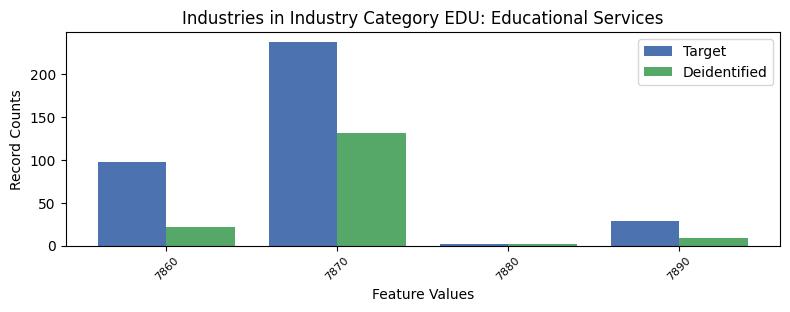 Industries in Industry Category EDU: Educational Services
Target
Deidentified
Record Counts
200
150
100
50
0
7860
7870
7880
7890
Feature Values